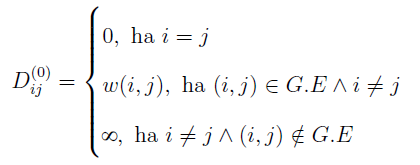 0, ha i = j
D_{ij}^{(0)} = { w(i, j), ha (i, j) ∈ G.E ∧ i ≠ j
∞, ha i ≠ j ∧ (i, j) ∉ G.E